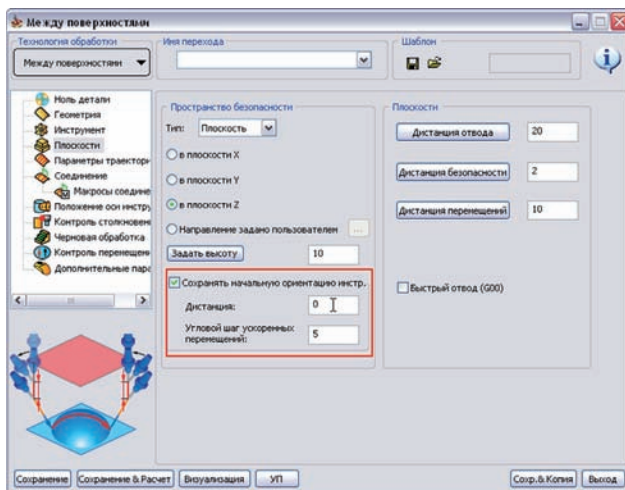 Между поверхностями
Технология обработки
Между поверхностями
Имя перехода
Шаблон
Ноль детали
Геометрия
Инструмент
Плоскости
Параметры траектори
Соединение
Макросы соедине
Положение оси инстру
Контроль столкновен
Черновая обработка
Контроль перемещен
Дополнительные пара
Пространство безопасности
Тип: Плоскость
в плоскости X
в плоскости Y
в плоскости Z
Направление задано пользователем ...
Задать высоту 10
Сохранять начальную ориентацию инстр.
Дистанция: 0
Угловой шаг ускоренных
перемещений: 5
Плоскости
Дистанция отвода 20
Дистанция безопасности 2
Дистанция перемещений 10
Быстрый отвод (G00)
Сохранение Сохранение & Расчет Визуализация УП Сохр.& Копия Выход